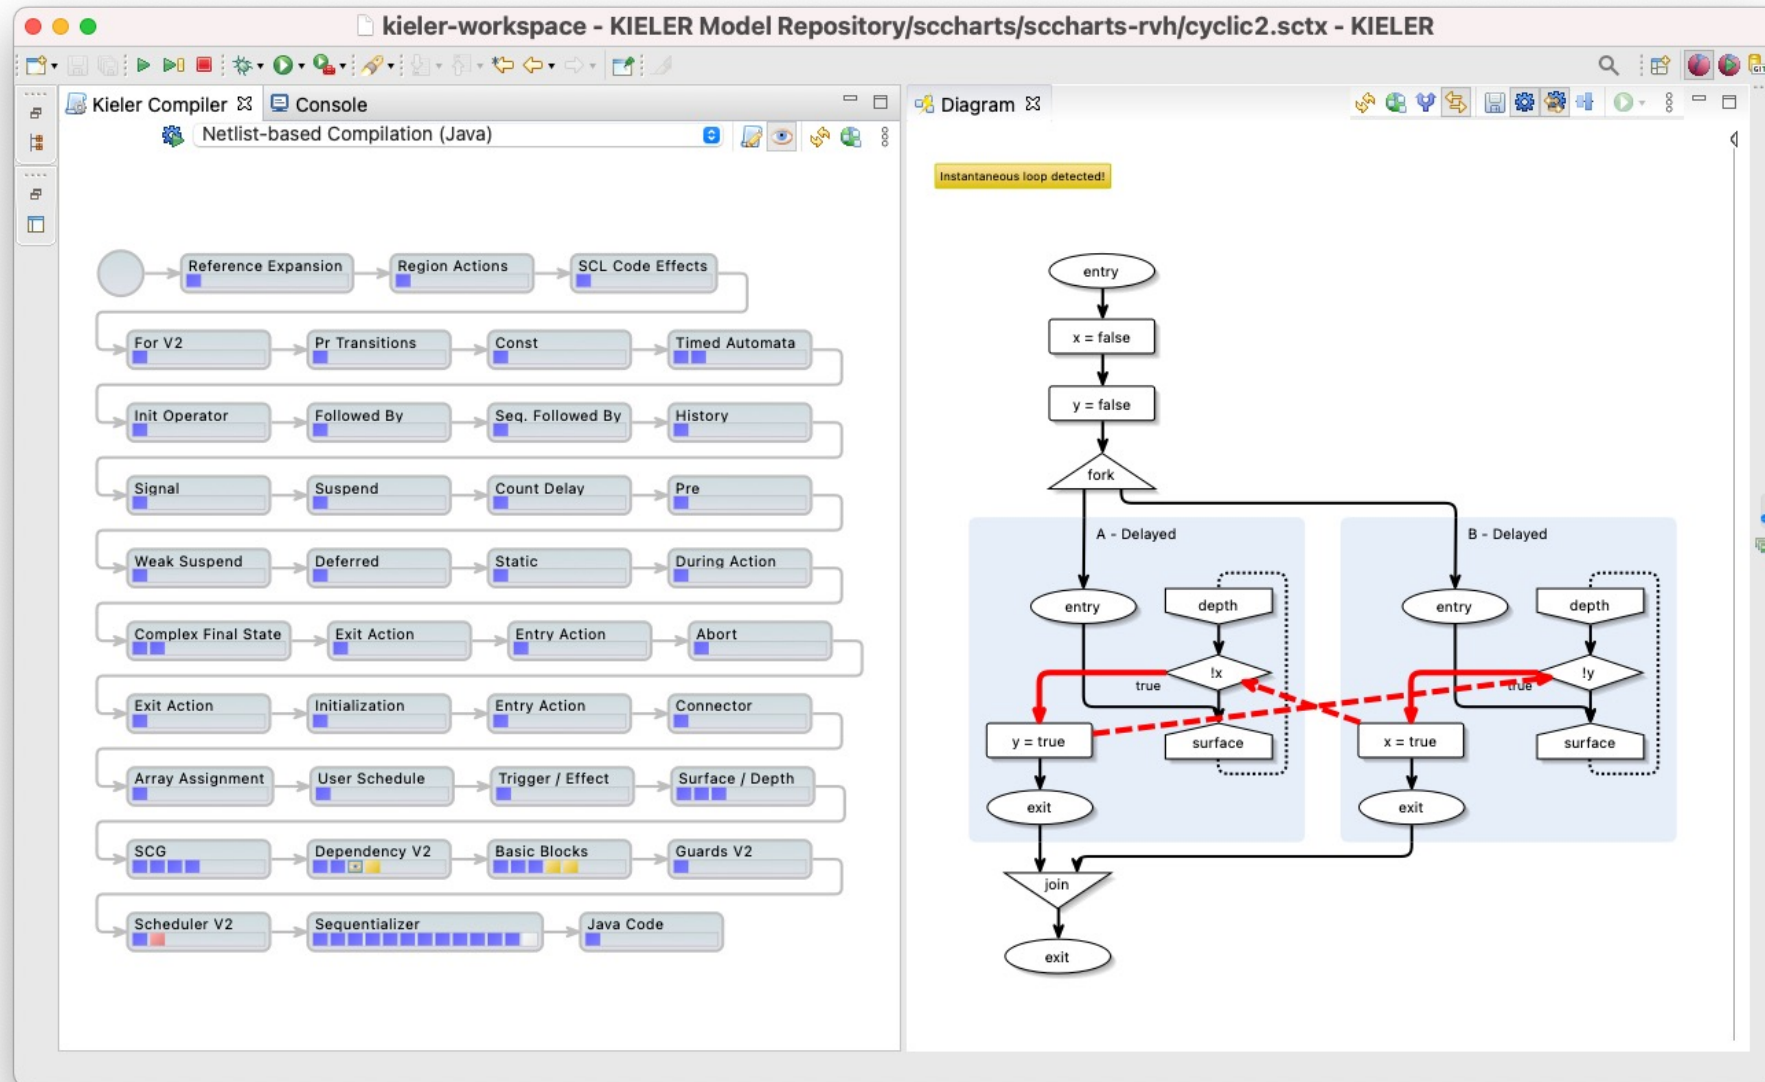 kieler-workspace - KIELER Model Repository/sccharts/sccharts-rvh/cyclic2.sctx - KIELER
GIT
Kieler Compiler
Console
Netlist-based Compilation (Java)
Reference Expansion
Region Actions
SCL Code Effects
For V2
Pr Transitions
Const
Timed Automata
Init Operator
Followed By
Seq. Followed By
History
Signal
Suspend
Count Delay
Pre
Weak Suspend
Deferred
Static
During Action
Complex Final State
Exit Action
Entry Action
Abort
Exit Action
Initialization
Entry Action
Connector
Array Assignment
User Schedule
Trigger / Effect
Surface / Depth
SCG
Dependency V2
Basic Blocks
Guards V2
Scheduler V2
Sequentializer
Java Code
Diagram
Instantaneous loop detected!
entry
x = false
y = false
fork
A - Delayed
B - Delayed
entry
depth
entry
depth
!x
!y
true
true
y = true
surface
x = true
surface
exit
exit
join
exit